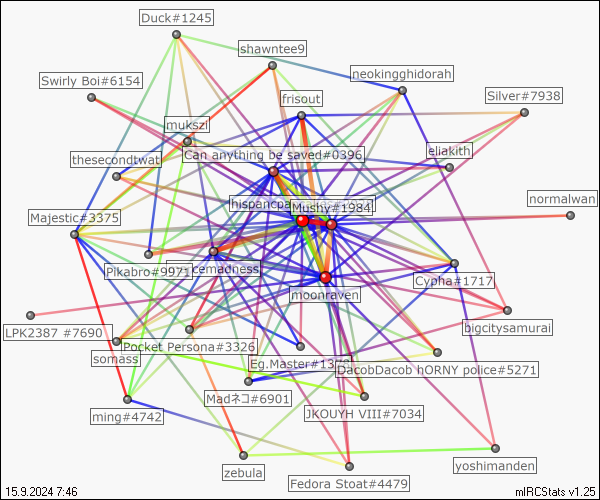 Duck#1245
shawntee9
neokingghidorah
Swirly Boi#6154
Silver#7938
frisout
mukszi
eliakith
Can anything be saved#0396
thesecondtwat
normalwan
Mushy#1984
Majestic#3375
Pikabro#9971
cemadness
Cypha#1717
moonraven
bigcitysamurai
LPK2387 #7690
Pocket Persona#3326
somass
Eg.Master#13
DacobDacob hORNY police#5271
Madネコ#6901
JKOUYH VIII#7034
ming#4742
zebula
yoshimanden
Fedora Stoat#4479
15.9.2024 7:46
mIRCStats v1.25